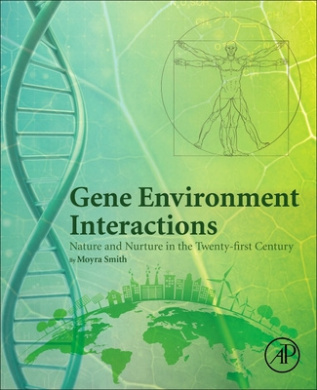 Gene Environment
Interactions
Nature and Nurture in the Twenty-first Century
By Moyra Smith
AP